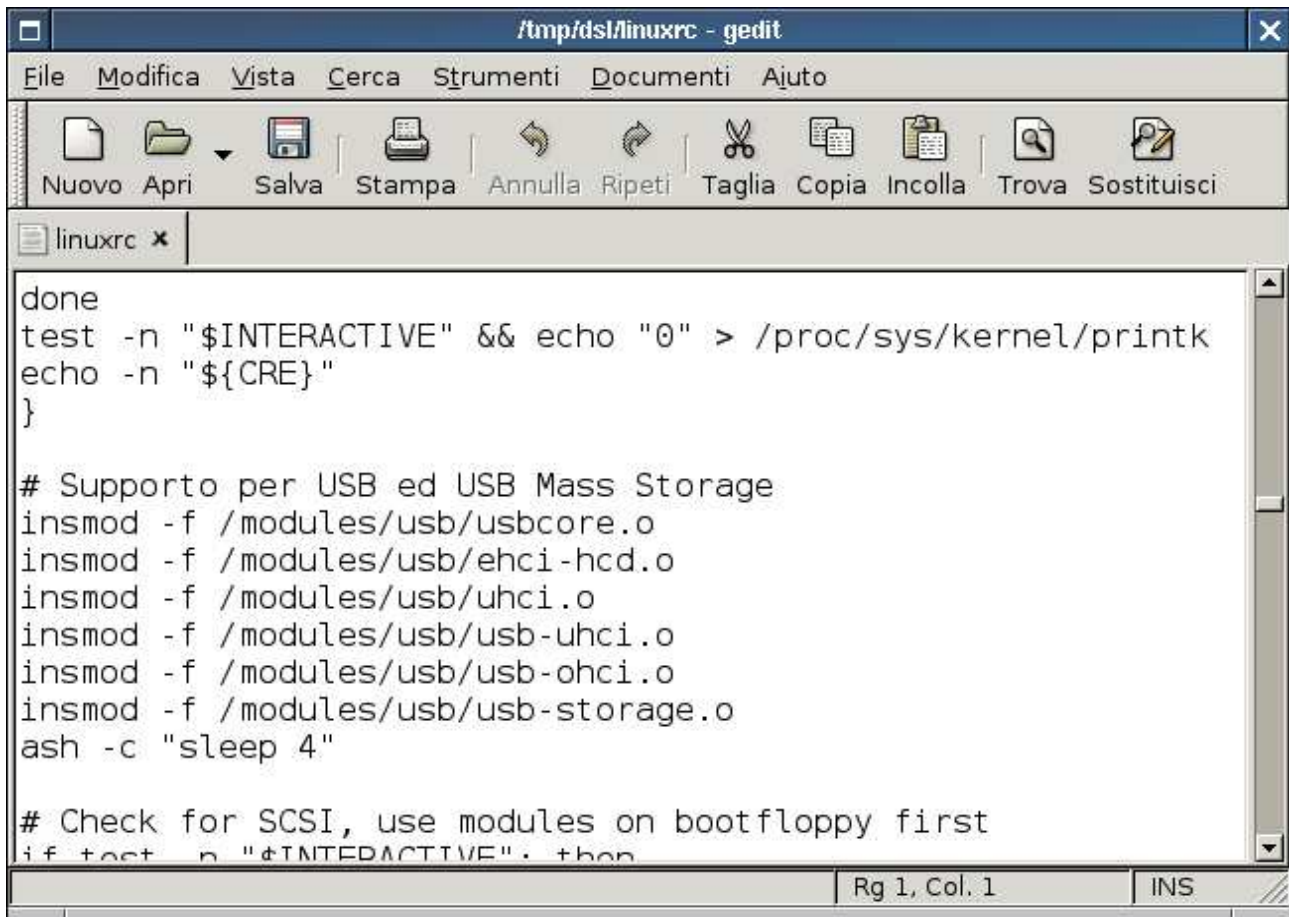 /tmp/dsl/linuxrc - gedit
File Modifica Vista Cerca Strumenti Documenti Aiuto
Nuovo Apri Salva Stampa Annulla Ripeti Taglia Copia Incolla Trova Sostituisci
linuxrc
done
test -n "$INTERACTIVE" && echo "0" > /proc/sys/kernel/printk
echo -n "${CRE}"
}
# Supporto per USB ed USB Mass Storage
insmod -f /modules/usb/usbcore.o
insmod -f /modules/usb/ehci-hcd.o
insmod -f /modules/usb/uhci.o
insmod -f /modules/usb/usb-uhci.o
insmod -f /modules/usb/usb-ohci.o
insmod -f /modules/usb/usb-storage.o
ash -c "sleep 4"
# Check for SCSI, use modules on bootfloppy first
if test -n "$INTERACTIVE"; then
Rg 1, Col. 1 INS